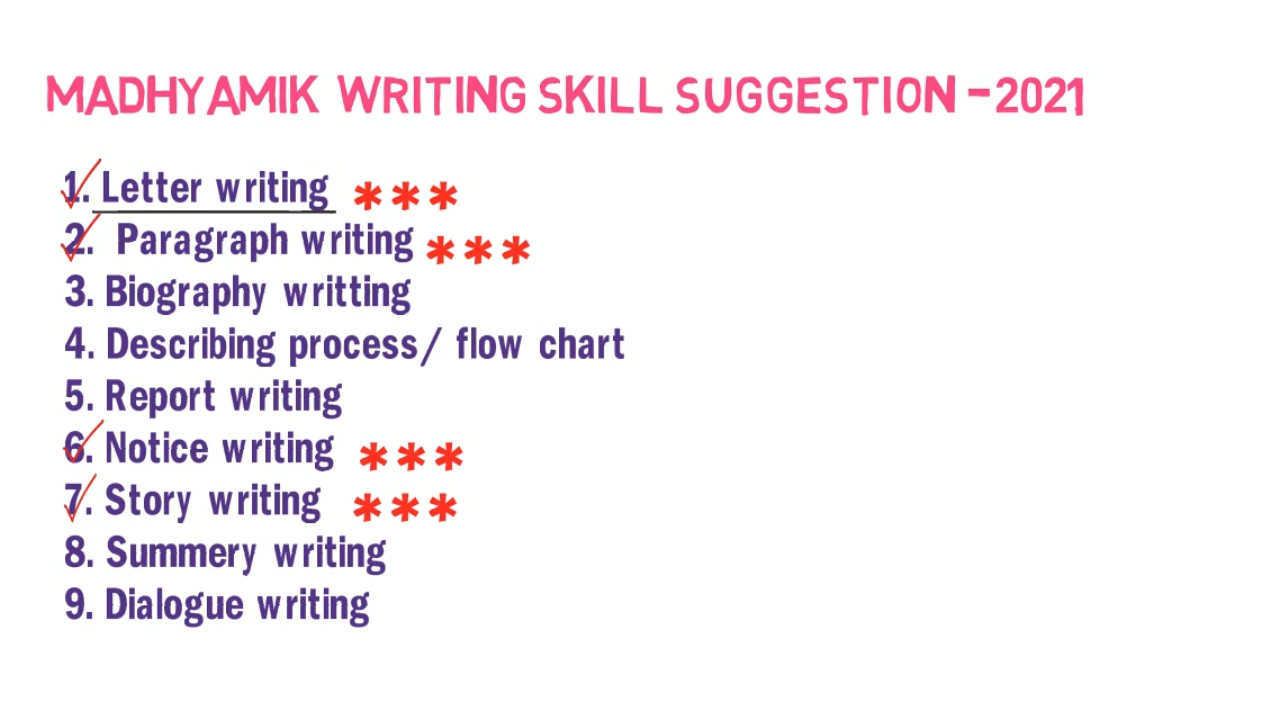 MADHYAMIK WRITING SKILL SUGGESTION - 2021
1. Letter writing ***
2. Paragraph writing ***
3. Biography writting
4. Describing process/ flow chart
5. Report writing
6. Notice writing ***
7. Story writing ***
8. Summery writing
9. Dialogue writing